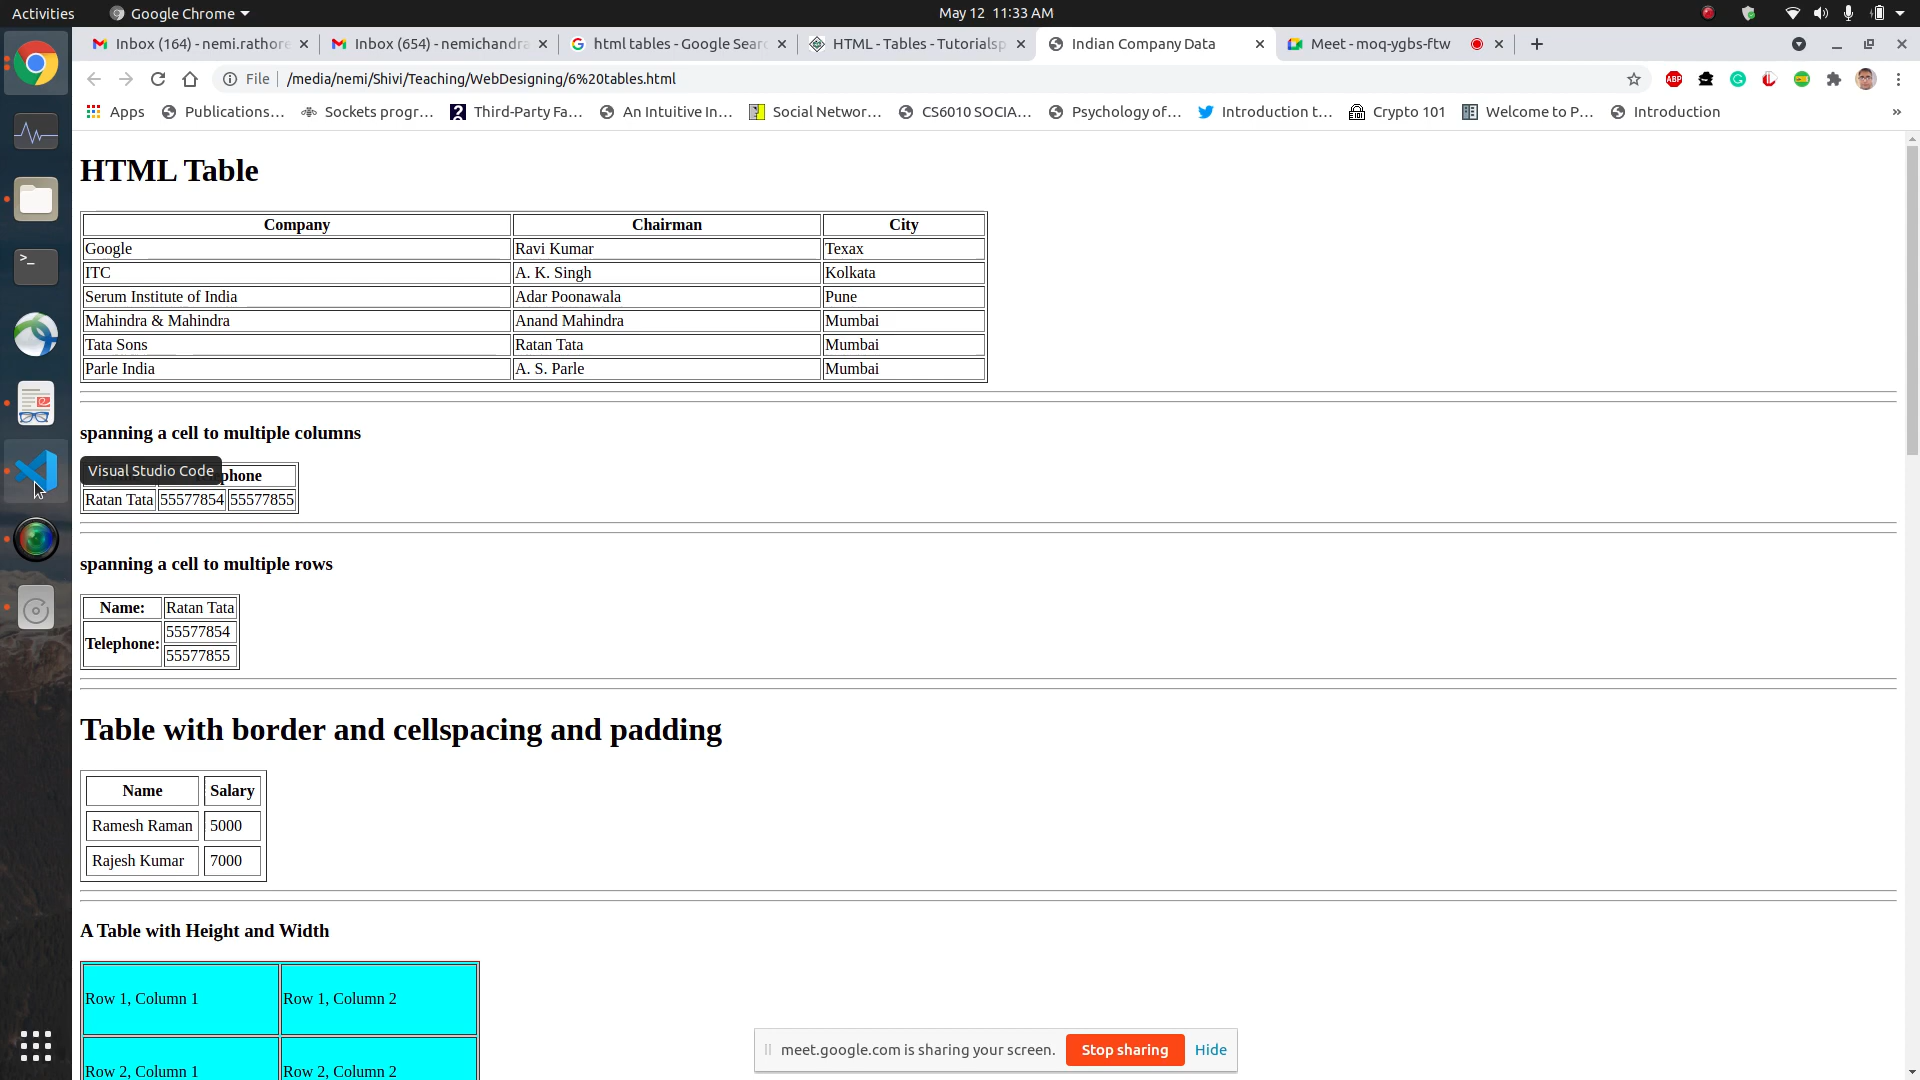 Activities Google Chrome May 12 11:33 AM
Inbox (164) - nemi.rathore Inbox (654) - nemichandra html tables - Google Searc HTML - Tables - Tutorialsp Indian Company Data Meet - moq-ygbs-ftw
File /media/nemi/Shivi/Teaching/WebDesigning/6%20tables.html
Apps Publications... Sockets progr... Third-Party Fa... An Intuitive In... Social Networ... CS6010 SOCIA... Psychology of... Introduction t... Crypto 101 Welcome to P... Introduction »
HTML Table
Company Chairman City
Google Ravi Kumar Texax
ITC A. K. Singh Kolkata
Serum Institute of India Adar Poonawala Pune
Mahindra & Mahindra Anand Mahindra Mumbai
Tata Sons Ratan Tata Mumbai
Parle India A. S. Parle Mumbai
spanning a cell to multiple columns
Visual Studio Code phone
Ratan Tata 55577854 55577855
spanning a cell to multiple rows
Name: Ratan Tata
Telephone: 55577854
55577855
Table with border and cellspacing and padding
Name Salary
Ramesh Raman 5000
Rajesh Kumar 7000
A Table with Height and Width
Row 1, Column 1 Row 1, Column 2
Row 2, Column 1 Row 2, Column 2
meet.google.com is sharing your screen. Stop sharing Hide